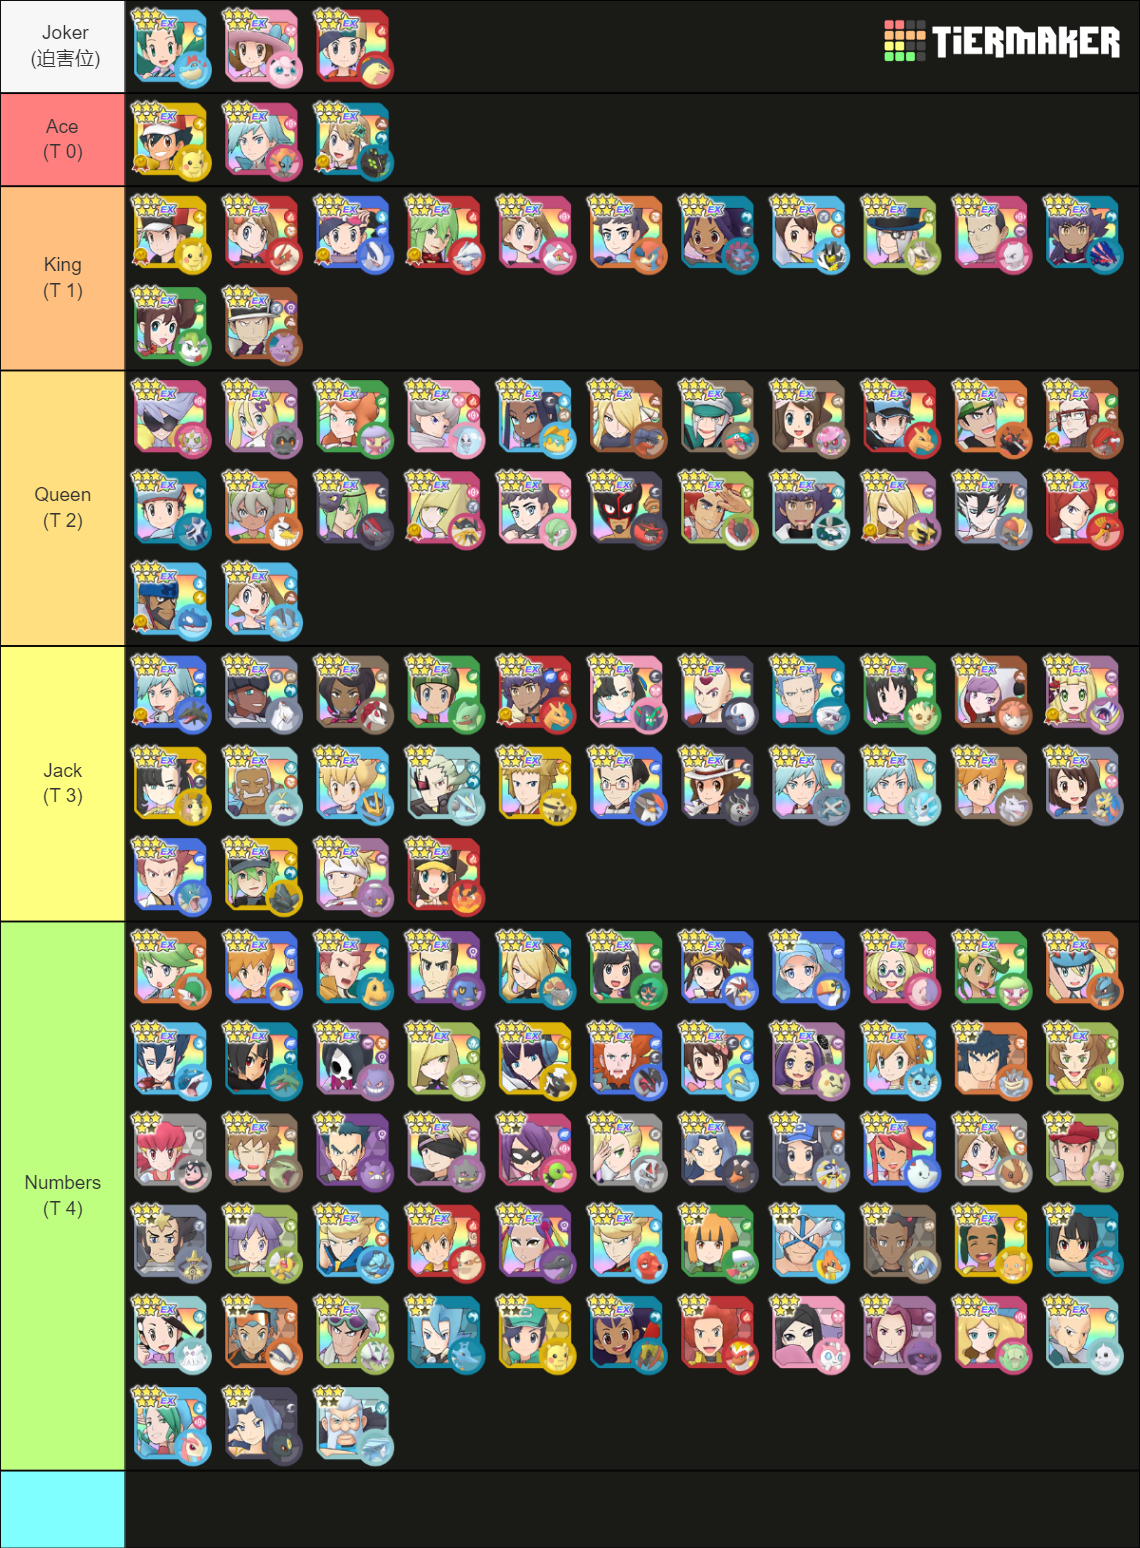 Joker
(迫害位)
TiERMAKER
Ace
(T 0)
King
(T 1)
Queen
(T 2)
Jack
(T 3)
Numbers
(T 4)